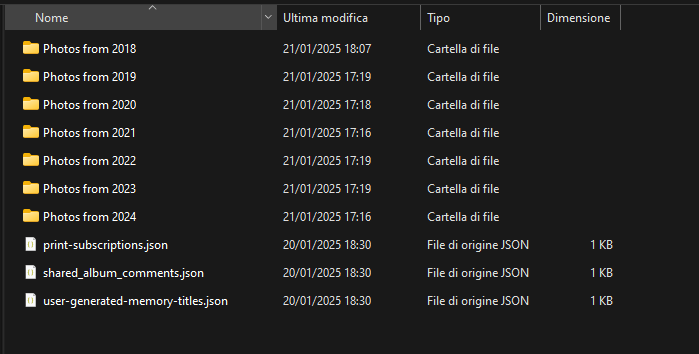 Nome Ultima modifica Tipo Dimensione
Photos from 2018 21/01/2025 18:07 Cartella di file
Photos from 2019 21/01/2025 17:19 Cartella di file
Photos from 2020 21/01/2025 17:18 Cartella di file
Photos from 2021 21/01/2025 17:16 Cartella di file
Photos from 2022 21/01/2025 17:19 Cartella di file
Photos from 2023 21/01/2025 17:19 Cartella di file
Photos from 2024 21/01/2025 17:16 Cartella di file
print-subscriptions.json 20/01/2025 18:30 File di origine JSON 1 KB
shared_album_comments.json 20/01/2025 18:30 File di origine JSON 1 KB
user-generated-memory-titles.json 20/01/2025 18:30 File di origine JSON 1 KB